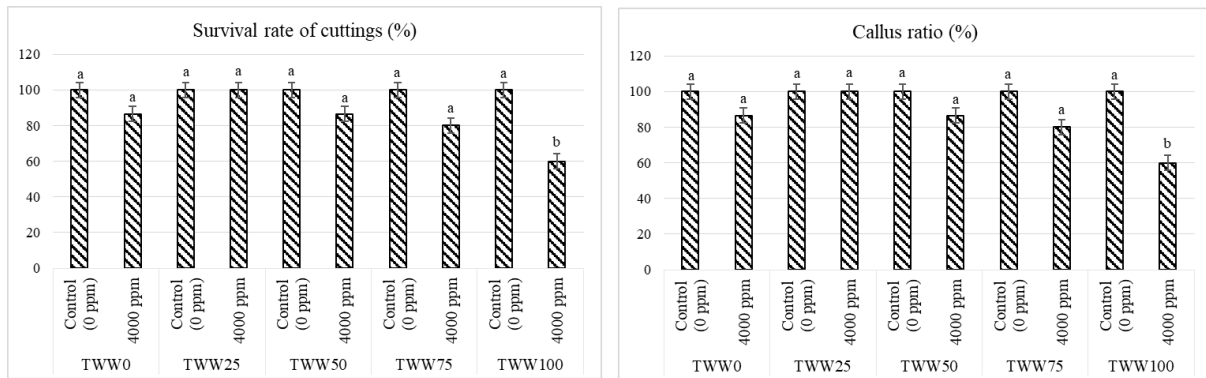 Survival rate of cuttings (%)
120
100
80
60
40
20
0
a
a
a
a
a
a
a
a
a
b
Control (0 ppm)
4000 ppm
Control (0 ppm)
4000 ppm
Control (0 ppm)
4000 ppm
Control (0 ppm)
4000 ppm
Control (0 ppm)
4000 ppm
TWW0
TWW25
TWW50
TWW75
TWW100
Callus ratio (%)
120
100
80
60
40
20
0
a
a
a
a
a
a
a
a
a
b
Control (0 ppm)
4000 ppm
Control (0 ppm)
4000 ppm
Control (0 ppm)
4000 ppm
Control (0 ppm)
4000 ppm
Control (0 ppm)
4000 ppm
TWW0
TWW25
TWW50
TWW75
TWW100